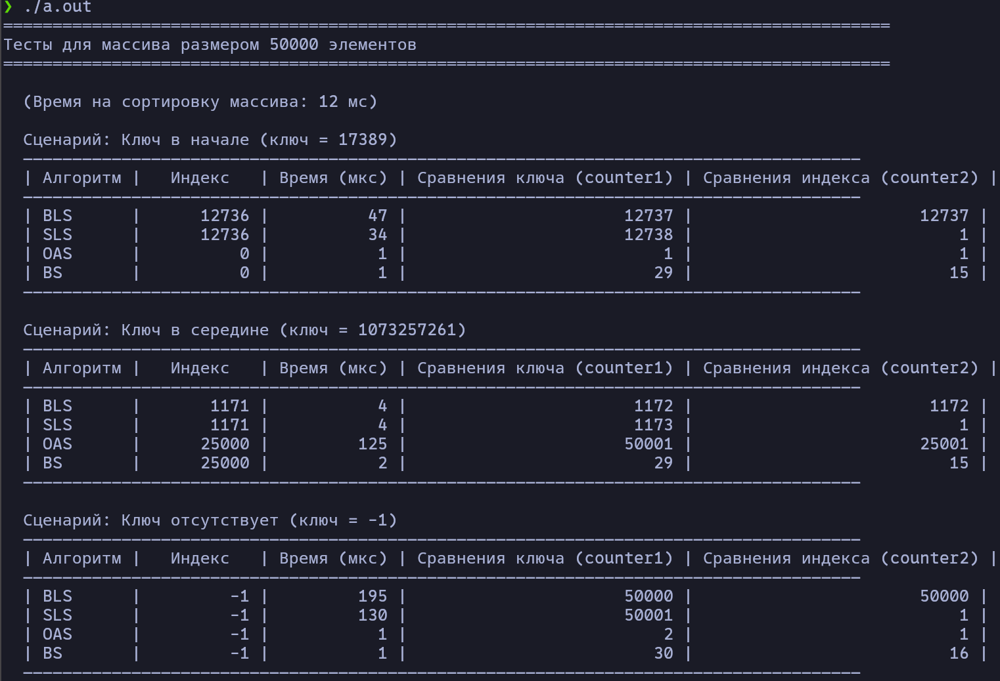 ❯ ./a.out
==========================================================================================
Тесты для массива размером 50000 элементов
==========================================================================================
(Время на сортировку массива: 12 мс)
Сценарий: Ключ в начале (ключ = 17389)
-------------------------------------------------------------------------------------
| Алгоритм |   Индекс   | Время (мкс) | Сравнения ключа (counter1) | Сравнения индекса (counter2) |
-------------------------------------------------------------------------------------
| BLS      |      12736 |          47 |                      12737 |                       12737 |
| SLS      |      12736 |          34 |                      12738 |                           1 |
| OAS      |          0 |           1 |                          1 |                           1 |
| BS       |          0 |           1 |                         29 |                          15 |
-------------------------------------------------------------------------------------
Сценарий: Ключ в середине (ключ = 1073257261)
-------------------------------------------------------------------------------------
| Алгоритм |   Индекс   | Время (мкс) | Сравнения ключа (counter1) | Сравнения индекса (counter2) |
-------------------------------------------------------------------------------------
| BLS      |       1171 |           4 |                       1172 |                        1172 |
| SLS      |       1171 |           4 |                       1173 |                           1 |
| OAS      |      25000 |         125 |                      50001 |                       25001 |
| BS       |      25000 |           2 |                         29 |                          15 |
-------------------------------------------------------------------------------------
Сценарий: Ключ отсутствует (ключ = -1)
-------------------------------------------------------------------------------------
| Алгоритм |   Индекс   | Время (мкс) | Сравнения ключа (counter1) | Сравнения индекса (counter2) |
-------------------------------------------------------------------------------------
| BLS      |         -1 |         195 |                      50000 |                       50000 |
| SLS      |         -1 |         130 |                      50001 |                           1 |
| OAS      |         -1 |           1 |                          2 |                           1 |
| BS       |         -1 |           1 |                         30 |                          16 |
-------------------------------------------------------------------------------------